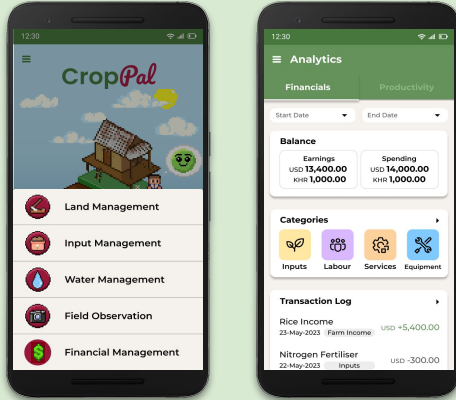 12:30
CropPal
Land Management
Input Management
Water Management
Field Observation
Financial Management
12:30
Analytics
Financials Productivity
Start Date End Date
Balance
Earnings Spending
USD 13,400.00 USD 14,000.00
KHR 1,000.00 KHR 1,000.00
Categories
Inputs Labour Services Equipment
Transaction Log
Rice Income
23-May-2023 Farm Income USD +5,400.00
Nitrogen Fertiliser
22-May-2023 Inputs USD -300.00